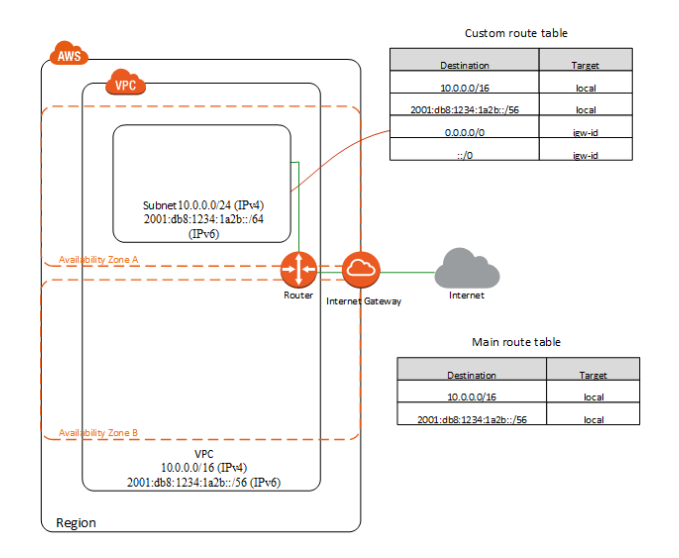 Custom route table
AWS
Destination Target
VPC
10.0.0.0/16 local
2001:db8:1234:1a2b::/56 local
0.0.0.0/0 igw-id
::/0 igw-id
Subnet 10.0.0.0/24 (IPv4)
2001:db8:1234:1a2b::/64
(IPv6)
Availability Zone A
Router
Internet Gateway
Internet
Main route table
Destination Target
10.0.0.0/16 local
2001:db8:1234:1a2b::/56 local
Availability Zone B
VPC
10.0.0.0/16 (IPv4)
2001:db8:1234:1a2b::/56 (IPv6)
Region